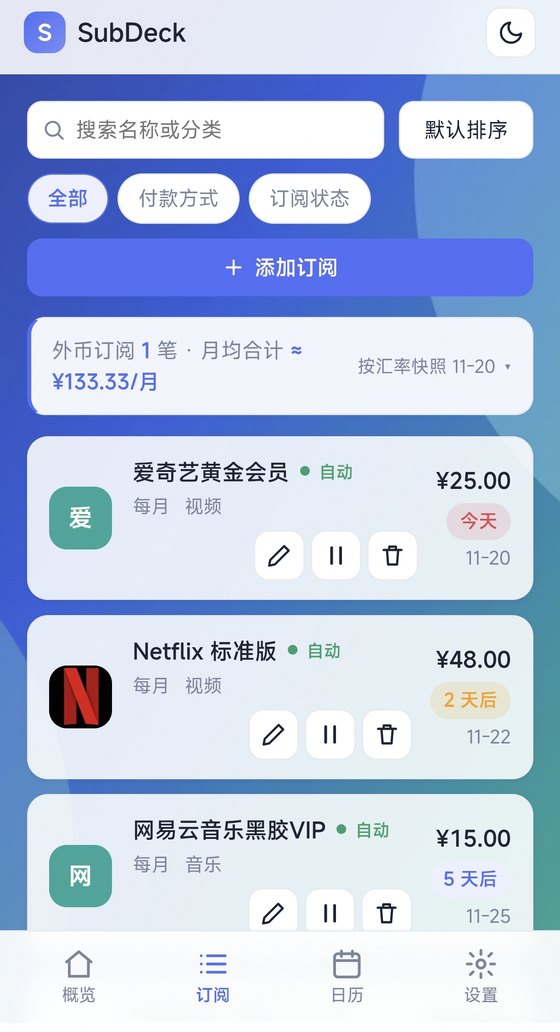 S SubDeck
搜索名称或分类
默认排序
全部
付款方式
订阅状态
+ 添加订阅
外币订阅 1 笔 · 月均合计 ≈
¥133.33/月
按汇率快照 11-20 ▾
爱
爱奇艺黄金会员 ● 自动
每月 视频
¥25.00
今天
11-20
N
Netflix 标准版 ● 自动
每月 视频
¥48.00
2 天后
11-22
网
网易云音乐黑胶VIP ● 自动
每月 音乐
¥15.00
5 天后
11-25
概览
订阅
日历
设置